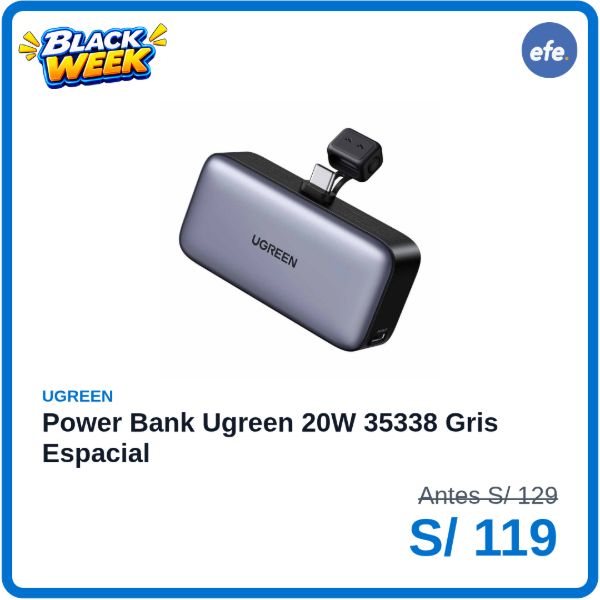 BLACK
WEEK
efe.
UGREEN
UGREEN
Power Bank Ugreen 20W 35338 Gris
Espacial
Antes S/ 129
S/ 119